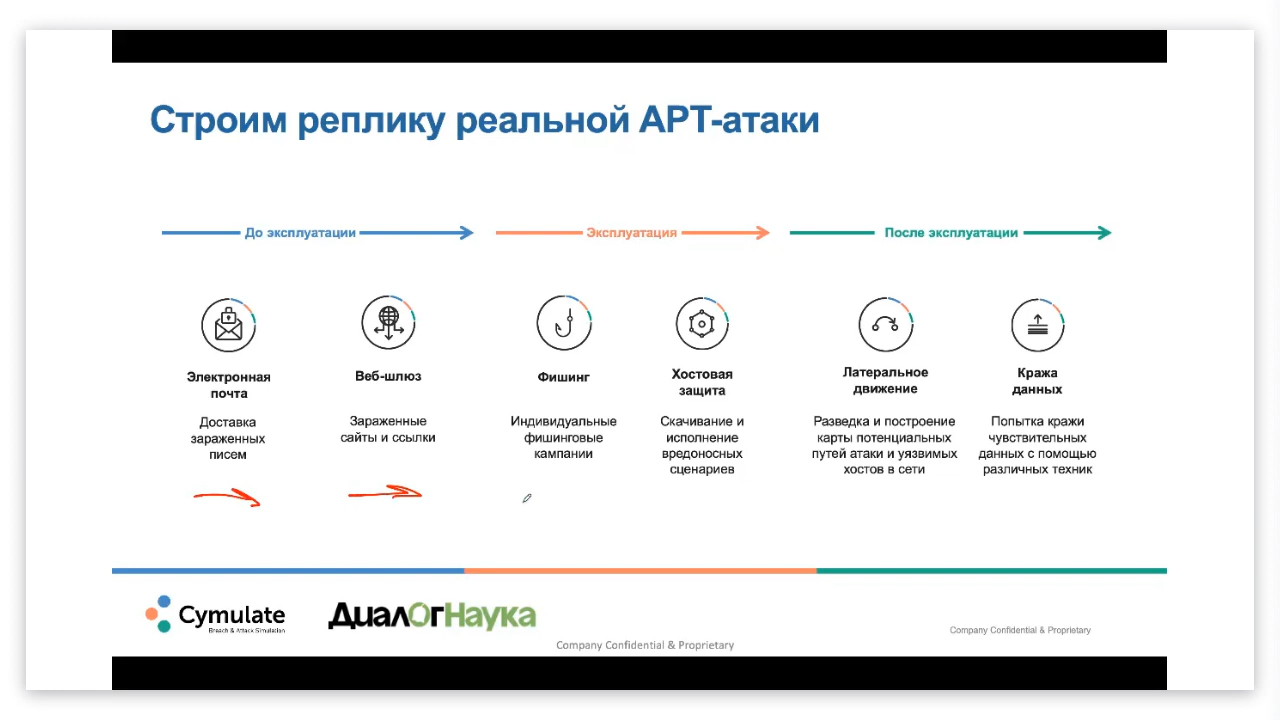 Строим реплику реальной APT-атаки
До эксплуатации
Эксплуатация
После эксплуатации
Электронная
почта
Доставка
зараженных
писем
Веб-шлюз
Зараженные
сайты и ссылки
Фишинг
Индивидуальные
фишинговые
кампании
Хостовая
защита
Скачивание и
исполнение
вредоносных
сценариев
Латеральное
движение
Разведка и построение
карты потенциальных
путей атаки и уязвимых
хостов в сети
Кража
данных
Попытка кражи
чувствительных
данных с помощью
различных техник
Cymulate
Breach & Attack Simulation
ДиалогНаука
Company Confidential & Proprietary
Company Confidential & Proprietary